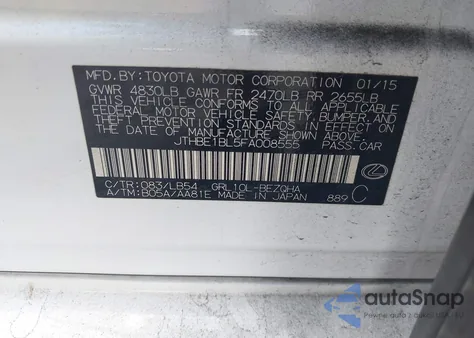 MFD. BY: TOYOTA MOTOR CORPORATION 01/15
GVWR 4830LB GAWR FR 2470LB RR 2655LB
THIS VEHICLE CONFORMS TO ALL APPLICABLE
FEDERAL MOTOR VEHICLE SAFETY, BUMPER, AND
THEFT PREVENTION STANDARDS IN EFFECT ON
THE DATE OF MANUFACTURE SHOWN ABOVE.
JTHBE1BL5FA008555 PASS.CAR
C/TR: 083/LB54 GRL10L-BEZQHA
A/TM: B05A/AA81E MADE IN JAPAN 889 C
autoSnap